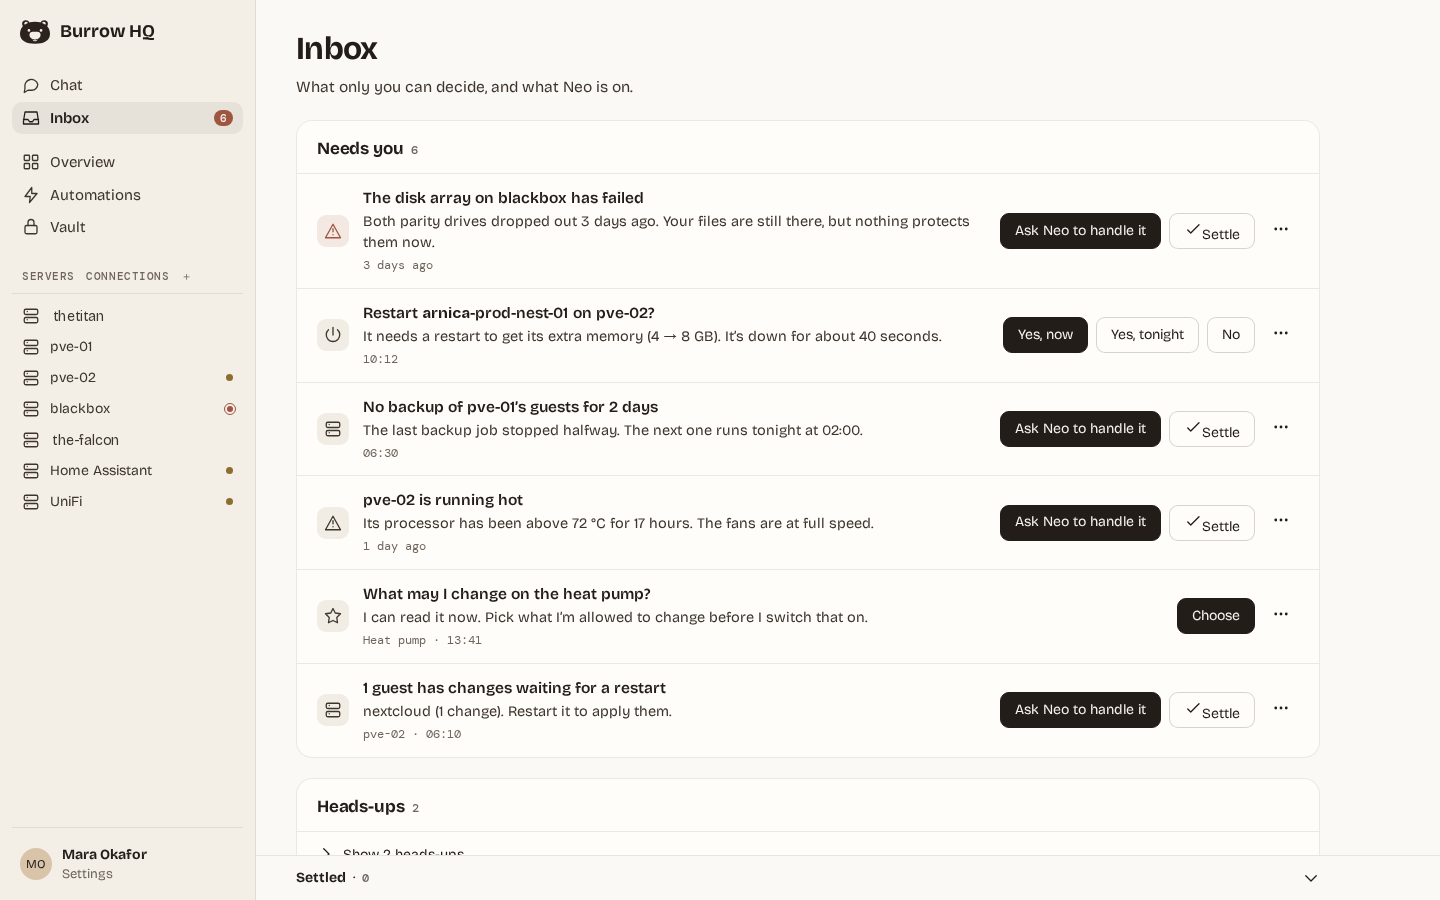 Burrow HQ
Chat
Inbox 6
Overview
Automations
Vault
SERVERS CONNECTIONS +
thetitan
pve-01
pve-02
blackbox
the-falcon
Home Assistant
UniFi
MO
Mara Okafor
Settings
Inbox
What only you can decide, and what Neo is on.
Needs you 6
The disk array on blackbox has failed
Both parity drives dropped out 3 days ago. Your files are still there, but nothing protects
them now.
3 days ago
Ask Neo to handle it Settle
Restart arnica-prod-nest-01 on pve-02?
It needs a restart to get its extra memory (4 → 8 GB). It's down for about 40 seconds.
10:12
Yes, now Yes, tonight No
No backup of pve-01's guests for 2 days
The last backup job stopped halfway. The next one runs tonight at 02:00.
06:30
Ask Neo to handle it Settle
pve-02 is running hot
Its processor has been above 72 °C for 17 hours. The fans are at full speed.
1 day ago
Ask Neo to handle it Settle
What may I change on the heat pump?
I can read it now. Pick what I'm allowed to change before I switch that on.
Heat pump · 13:41
Choose
1 guest has changes waiting for a restart
nextcloud (1 change). Restart it to apply them.
pve-02 · 06:10
Ask Neo to handle it Settle
Heads-ups 2
Show 2 heads-ups
Settled · 0